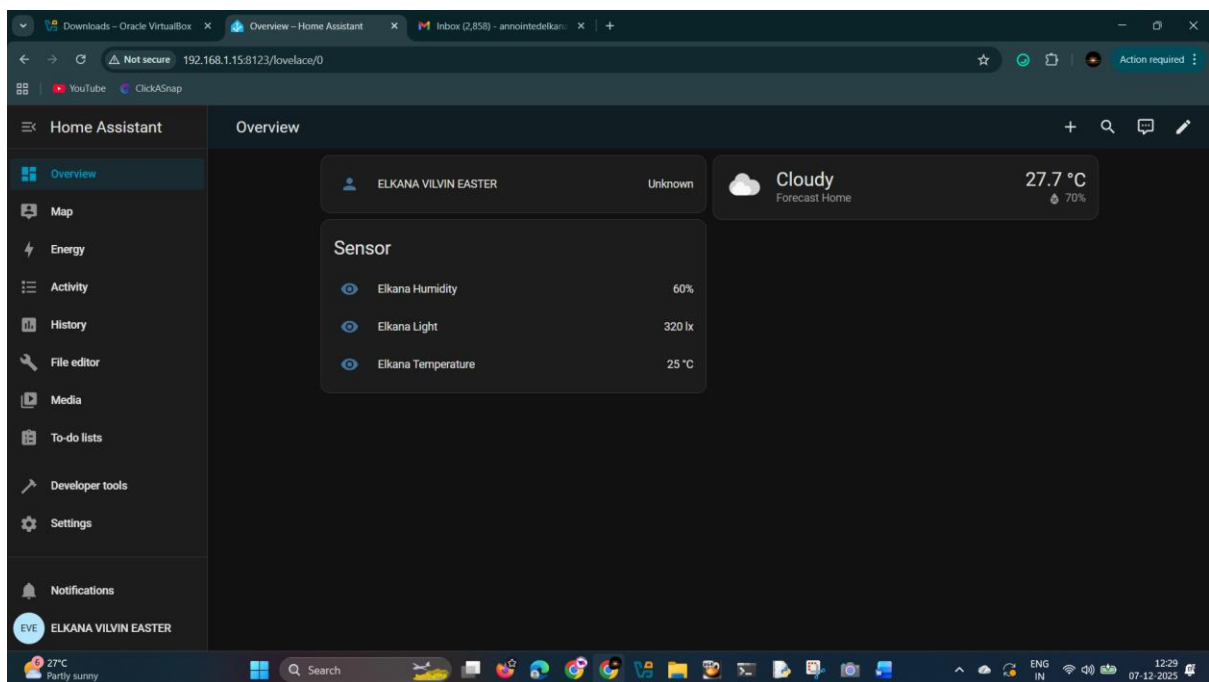 Downloads – Oracle VirtualBox
Overview – Home Assistant
Inbox (2,858) - annointedelkan
Not secure 192.168.1.15:8123/lovelace/0
Action required
YouTube ClickASnap
Home Assistant
Overview
Map
Energy
Activity
History
File editor
Media
To-do lists
Developer tools
Settings
Notifications
EVE ELKANA VILVIN EASTER
Overview
ELKANA VILVIN EASTER Unknown
Sensor
Elkana Humidity 60%
Elkana Light 320 lx
Elkana Temperature 25 °C
Cloudy 27.7 °C
Forecast Home 70%
6
27°C
Partly sunny
Search
ENG
IN
12:29
07-12-2025